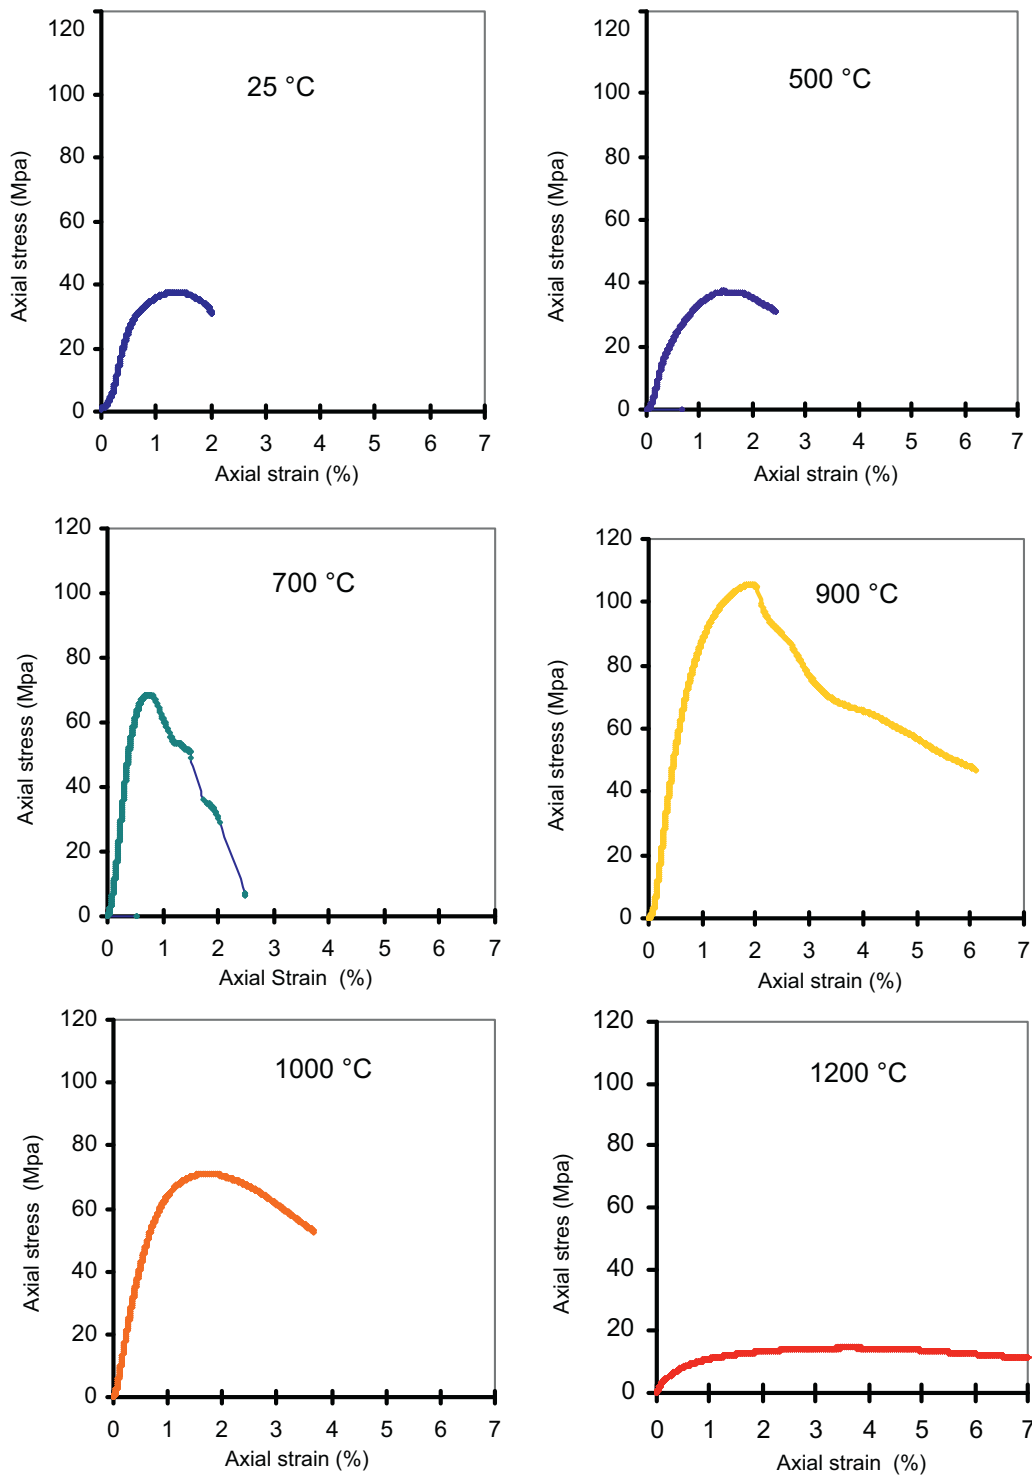 120
100
80
60
40
20
0
0 1 2 3 4 5 6 7
Axial stress (Mpa)
25 °C
Axial strain (%)
120
100
80
60
40
20
0
0 1 2 3 4 5 6 7
Axial stress (Mpa)
500 °C
Axial strain (%)
120
100
80
60
40
20
0
0 1 2 3 4 5 6 7
Axial stress (Mpa)
700 °C
Axial Strain (%)
120
100
80
60
40
20
0
0 1 2 3 4 5 6 7
Axial stress (Mpa)
900 °C
Axial strain (%)
120
100
80
60
40
20
0
0 1 2 3 4 5 6 7
Axial stress (Mpa)
1000 °C
Axial strain (%)
120
100
80
60
40
20
0
0 1 2 3 4 5 6 7
Axial stres (Mpa)
1200 °C
Axial strain (%)